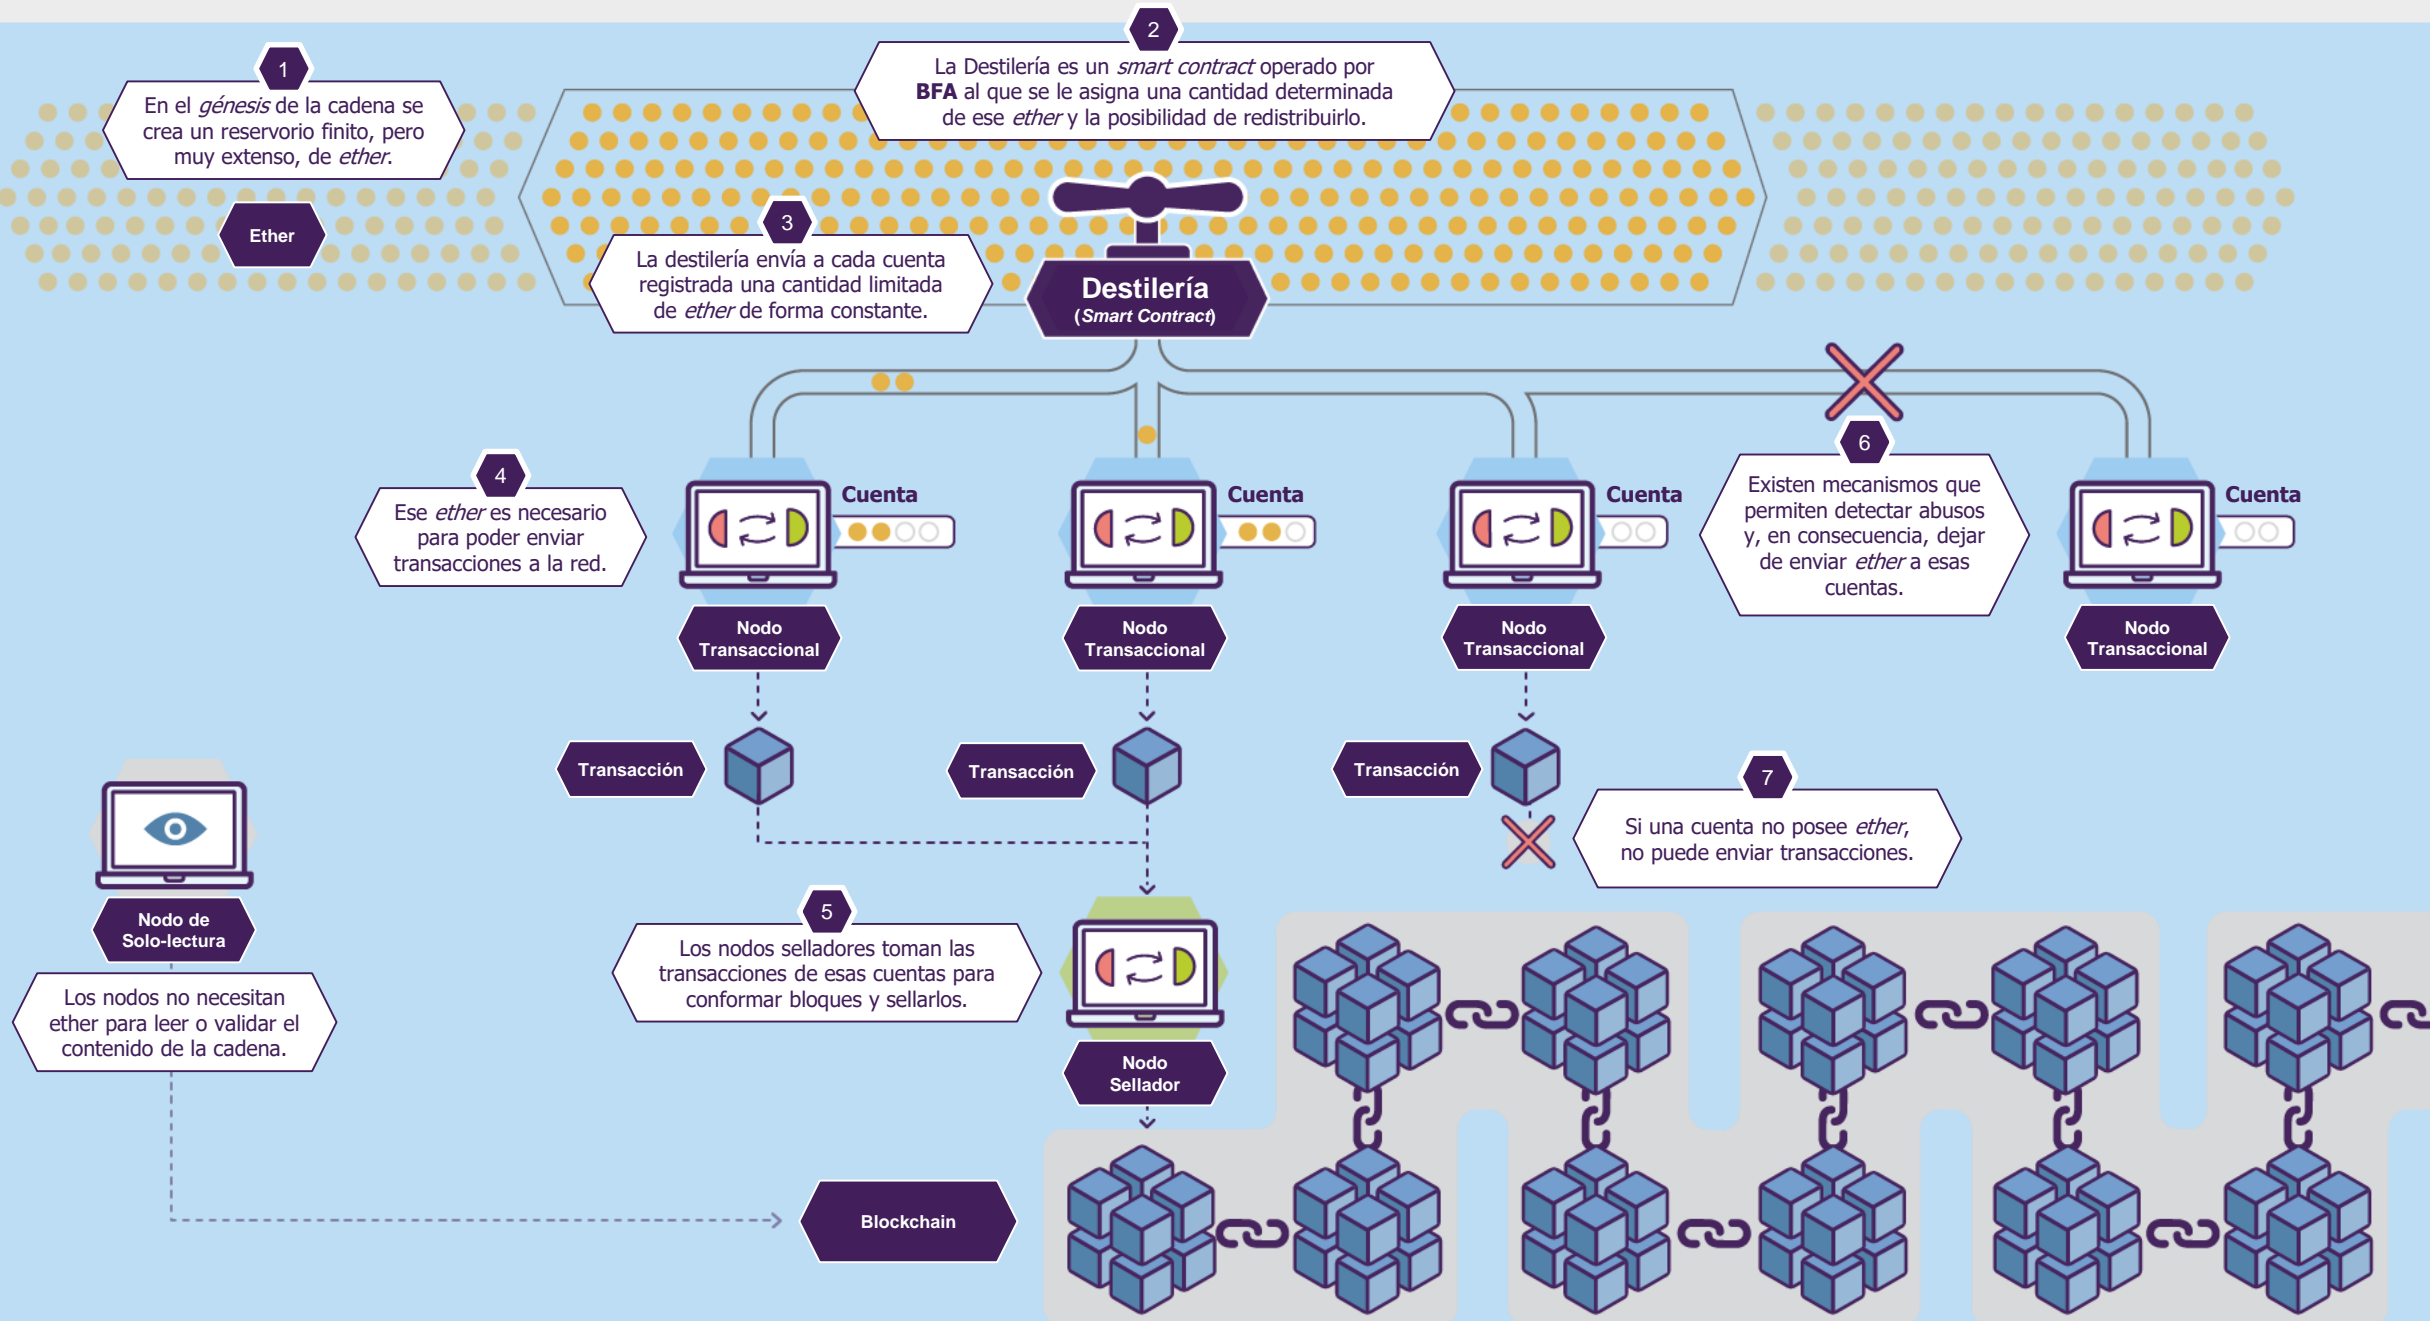 1
En el génesis de la cadena se
crea un reservorio finito, pero
muy extenso, de ether.
Ether
2
La Destilería es un smart contract operado por
BFA al que se le asigna una cantidad determinada
de ese ether y la posibilidad de redistribuirlo.
3
La destilería envía a cada cuenta
registrada una cantidad limitada
de ether de forma constante.
Destilería
(Smart Contract)
4
Ese ether es necesario
para poder enviar
transacciones a la red.
Cuenta
Cuenta
Cuenta
Cuenta
6
Existen mecanismos que
permiten detectar abusos
y, en consecuencia, dejar
de enviar ether a esas
cuentas.
Nodo
Transaccional
Nodo
Transaccional
Nodo
Transaccional
Nodo
Transaccional
Transacción
Transacción
Transacción
7
Si una cuenta no posee ether,
no puede enviar transacciones.
Nodo de
Solo-lectura
Los nodos no necesitan
ether para leer o validar el
contenido de la cadena.
5
Los nodos selladores toman las
transacciones de esas cuentas para
conformar bloques y sellarlos.
Nodo
Sellador
Blockchain